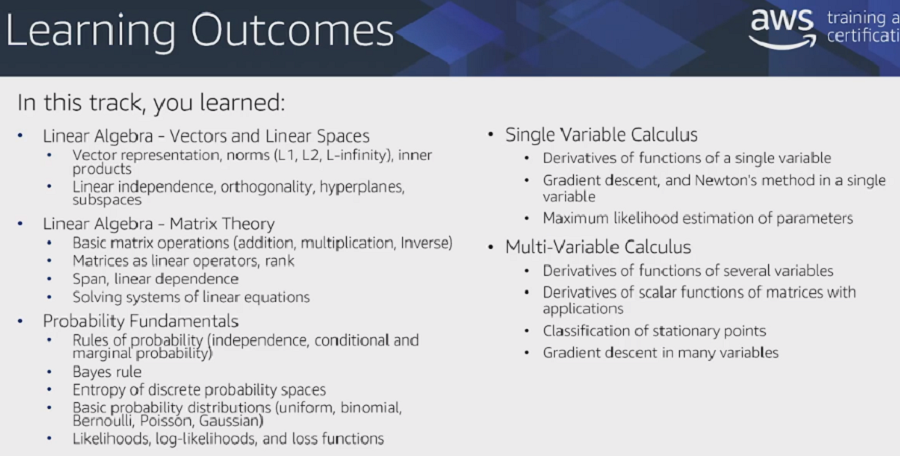 Learning Outcomes
aws training a
certificati
In this track, you learned:
• Linear Algebra - Vectors and Linear Spaces
• Vector representation, norms (L1, L2, L-infinity), inner
products
• Linear independence, orthogonality, hyperplanes,
subspaces
• Linear Algebra - Matrix Theory
• Basic matrix operations (addition, multiplication, Inverse)
• Matrices as linear operators, rank
• Span, linear dependence
• Solving systems of linear equations
• Probability Fundamentals
• Rules of probability (independence, conditional and
marginal probability)
• Bayes rule
• Entropy of discrete probability spaces
• Basic probability distributions (uniform, binomial,
Bernoulli, Poisson, Gaussian)
• Likelihoods, log-likelihoods, and loss functions
• Single Variable Calculus
• Derivatives of functions of a single variable
• Gradient descent, and Newton's method in a single
variable
• Maximum likelihood estimation of parameters
• Multi-Variable Calculus
• Derivatives of functions of several variables
• Derivatives of scalar functions of matrices with
applications
• Classification of stationary points
• Gradient descent in many variables